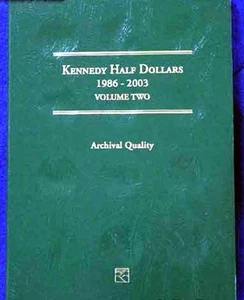 KENNEDY HALF DOLLARS
1986 - 2003
VOLUME TWO
Archival Quality